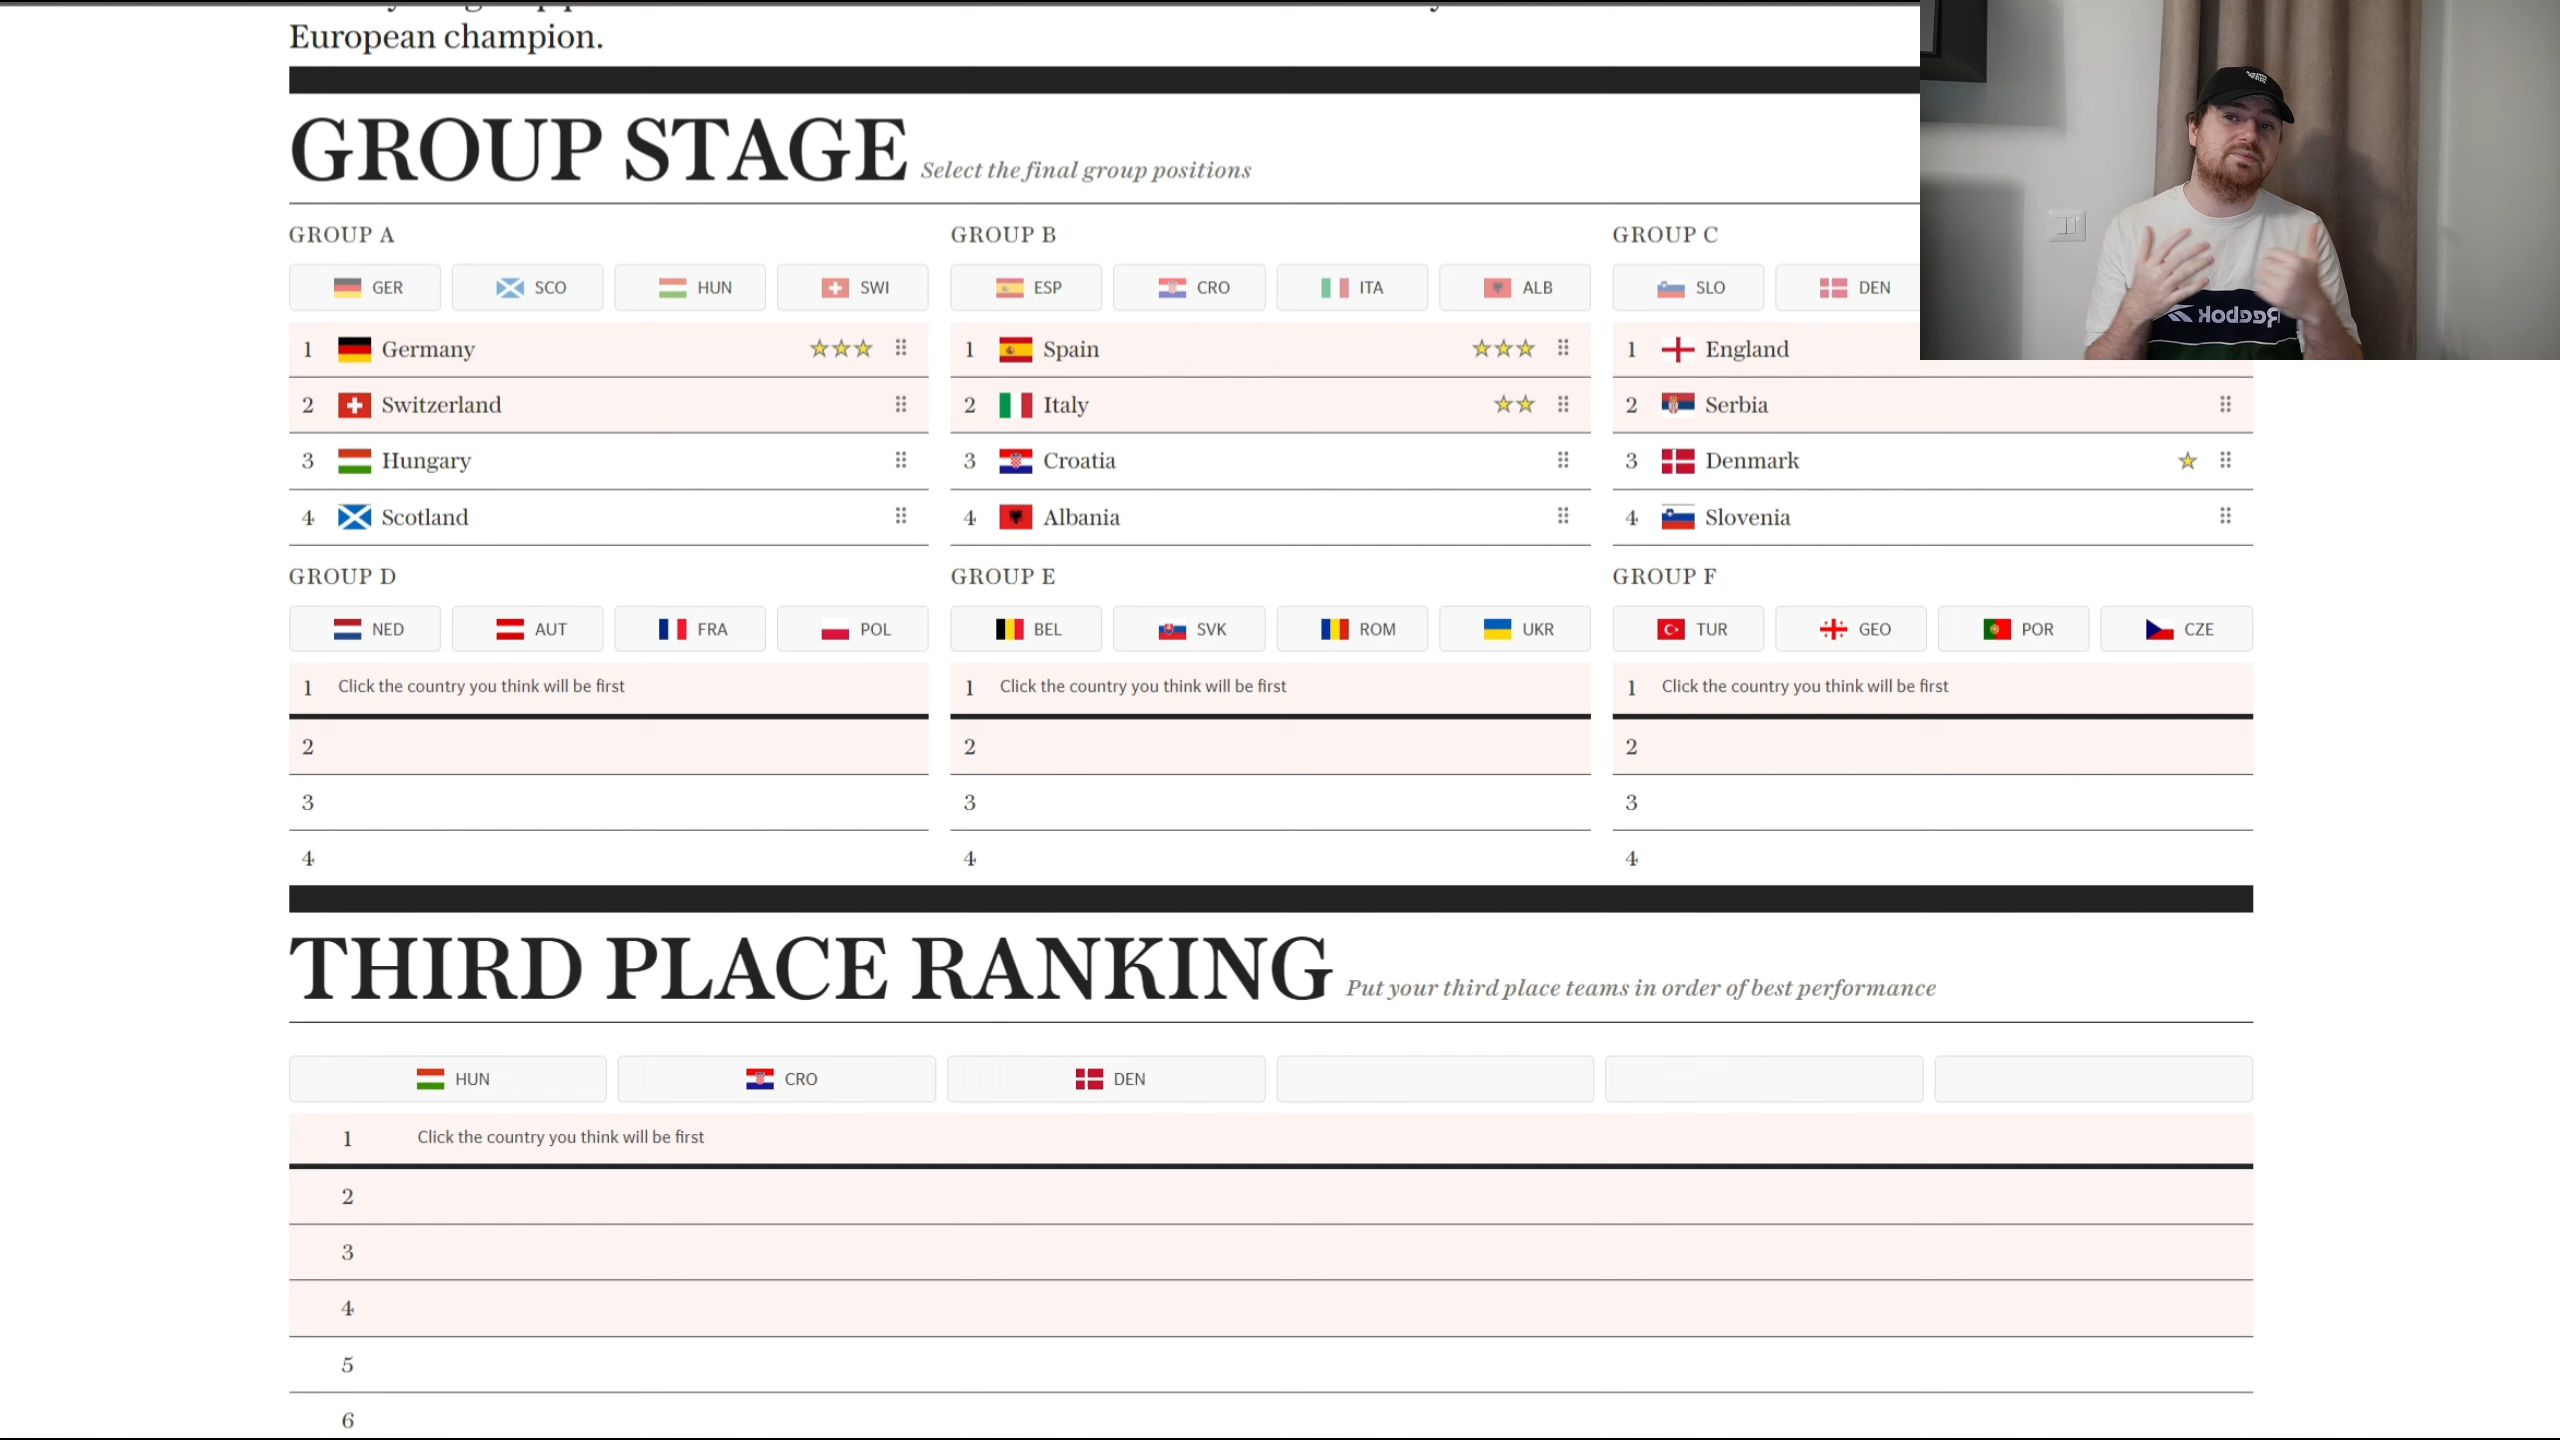 European champion.
GROUP STAGE Select the final group positions
GROUP A
GER SCO HUN SWI
1 Germany
2 Switzerland
3 Hungary
4 Scotland
GROUP B
ESP CRO ITA ALB
1 Spain
2 Italy
3 Croatia
4 Albania
GROUP C
SLO DEN
1 England
2 Serbia
3 Denmark
4 Slovenia
GROUP D
NED AUT FRA POL
1 Click the country you think will be first
2
3
4
GROUP E
BEL SVK ROM UKR
1 Click the country you think will be first
2
3
4
GROUP F
TUR GEO POR CZE
1 Click the country you think will be first
2
3
4
THIRD PLACE RANKING Put your third place teams in order of best performance
HUN CRO DEN
1 Click the country you think will be first
2
3
4
5
6
Reebok